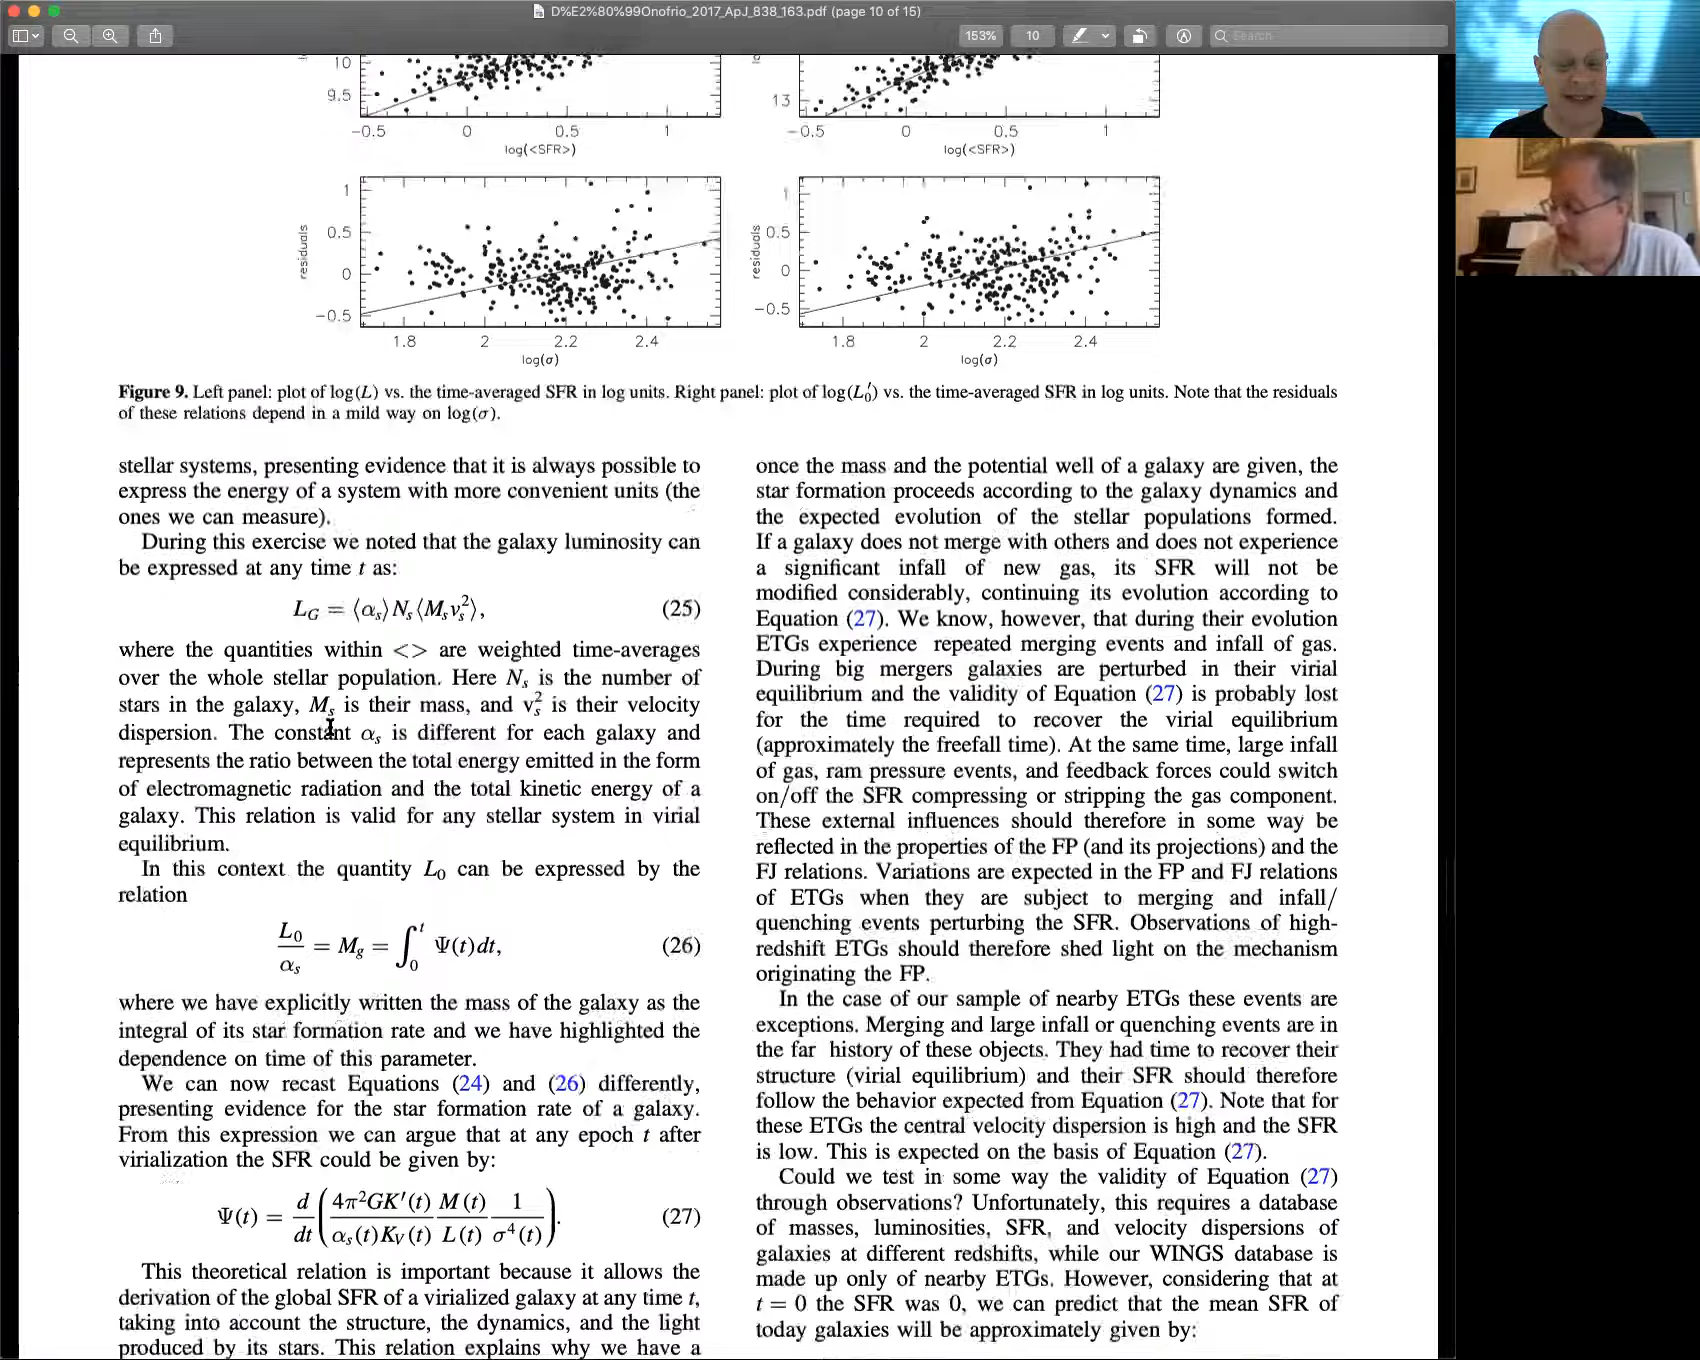 D%E2%80%99Onofrio_2017_ApJ_838_163.pdf (page 10 of 15)
153%
10
Search
10
9.5
−0.5 0 0.5 1
log(<SFR>)
13
−0.5 0 0.5 1
log(<SFR>)
1
0.5
0
−0.5
residuals
1.8 2 2.2 2.4
log(σ)
1
0.5
0
−0.5
residuals
1.8 2 2.2 2.4
log(σ)
Figure 9. Left panel: plot of log(L) vs. the time-averaged SFR in log units. Right panel: plot of log(L₀′) vs. the time-averaged SFR in log units. Note that the residuals
of these relations depend in a mild way on log(σ).
stellar systems, presenting evidence that it is always possible to
express the energy of a system with more convenient units (the
ones we can measure).
During this exercise we noted that the galaxy luminosity can
be expressed at any time t as:
L_G = ⟨α_s⟩ N_s ⟨M_s v_s²⟩, (25)
where the quantities within <> are weighted time-averages
over the whole stellar population. Here N_s is the number of
stars in the galaxy, M_s is their mass, and v_s² is their velocity
dispersion. The constant α_s is different for each galaxy and
represents the ratio between the total energy emitted in the form
of electromagnetic radiation and the total kinetic energy of a
galaxy. This relation is valid for any stellar system in virial
equilibrium.
In this context the quantity L₀ can be expressed by the
relation
L₀/α_s = M_g = ∫₀ᵗ Ψ(t)dt, (26)
where we have explicitly written the mass of the galaxy as the
integral of its star formation rate and we have highlighted the
dependence on time of this parameter.
We can now recast Equations (24) and (26) differently,
presenting evidence for the star formation rate of a galaxy.
From this expression we can argue that at any epoch t after
virialization the SFR could be given by:
Ψ(t) = d/dt (4π²GK′(t)/α_s(t)K_V(t) M(t)/L(t) 1/σ⁴(t)). (27)
This theoretical relation is important because it allows the
derivation of the global SFR of a virialized galaxy at any time t,
taking into account the structure, the dynamics, and the light
produced by its stars. This relation explains why we have a
once the mass and the potential well of a galaxy are given, the
star formation proceeds according to the galaxy dynamics and
the expected evolution of the stellar populations formed.
If a galaxy does not merge with others and does not experience
a significant infall of new gas, its SFR will not be
modified considerably, continuing its evolution according to
Equation (27). We know, however, that during their evolution
ETGs experience repeated merging events and infall of gas.
During big mergers galaxies are perturbed in their virial
equilibrium and the validity of Equation (27) is probably lost
for the time required to recover the virial equilibrium
(approximately the freefall time). At the same time, large infall
of gas, ram pressure events, and feedback forces could switch
on/off the SFR compressing or stripping the gas component.
These external influences should therefore in some way be
reflected in the properties of the FP (and its projections) and the
FJ relations. Variations are expected in the FP and FJ relations
of ETGs when they are subject to merging and infall/
quenching events perturbing the SFR. Observations of high-
redshift ETGs should therefore shed light on the mechanism
originating the FP.
In the case of our sample of nearby ETGs these events are
exceptions. Merging and large infall or quenching events are in
the far history of these objects. They had time to recover their
structure (virial equilibrium) and their SFR should therefore
follow the behavior expected from Equation (27). Note that for
these ETGs the central velocity dispersion is high and the SFR
is low. This is expected on the basis of Equation (27).
Could we test in some way the validity of Equation (27)
through observations? Unfortunately, this requires a database
of masses, luminosities, SFR, and velocity dispersions of
galaxies at different redshifts, while our WINGS database is
made up only of nearby ETGs. However, considering that at
t = 0 the SFR was 0, we can predict that the mean SFR of
today galaxies will be approximately given by: